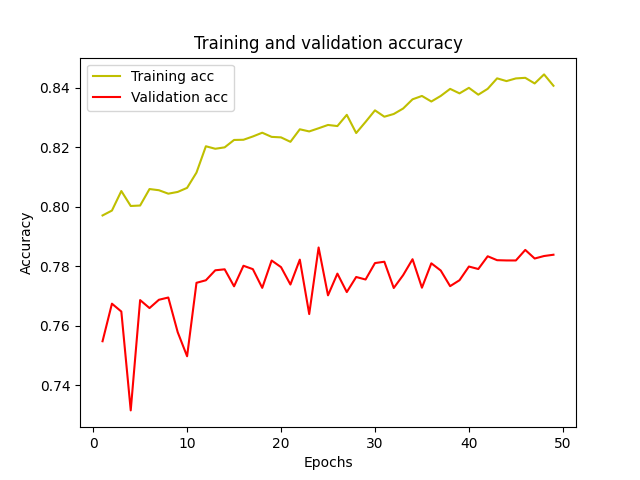 Training and validation accuracy
Training acc
Validation acc
0.84
0.82
0.80
0.78
0.76
0.74
Accuracy
0 10 20 30 40 50
Epochs